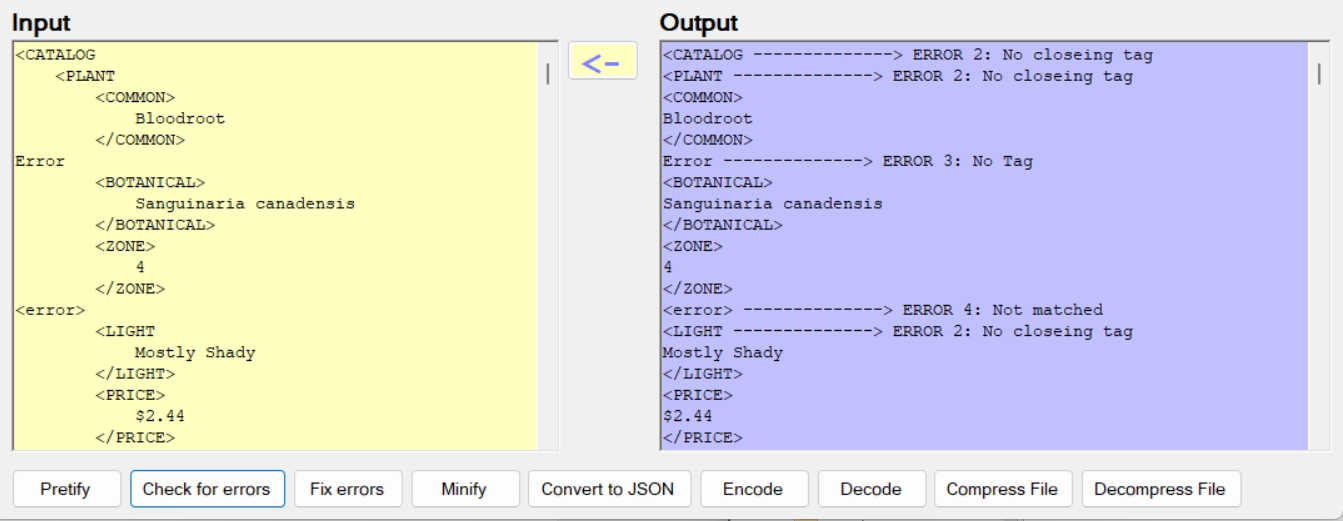 Input
<CATALOG
<PLANT
<COMMON>
Bloodroot
</COMMON>
Error
<BOTANICAL>
Sanguinaria canadensis
</BOTANICAL>
<ZONE>
4
</ZONE>
<error>
<LIGHT
Mostly Shady
</LIGHT>
<PRICE>
$2.44
</PRICE>
<-
Output
<CATALOG --------------> ERROR 2: No closeing tag
<PLANT --------------> ERROR 2: No closeing tag
<COMMON>
Bloodroot
</COMMON>
Error --------------> ERROR 3: No Tag
<BOTANICAL>
Sanguinaria canadensis
</BOTANICAL>
<ZONE>
4
</ZONE>
<error> --------------> ERROR 4: Not matched
<LIGHT --------------> ERROR 2: No closeing tag
Mostly Shady
</LIGHT>
<PRICE>
$2.44
</PRICE>
Pretify Check for errors Fix errors Minify Convert to JSON Encode Decode Compress File Decompress File